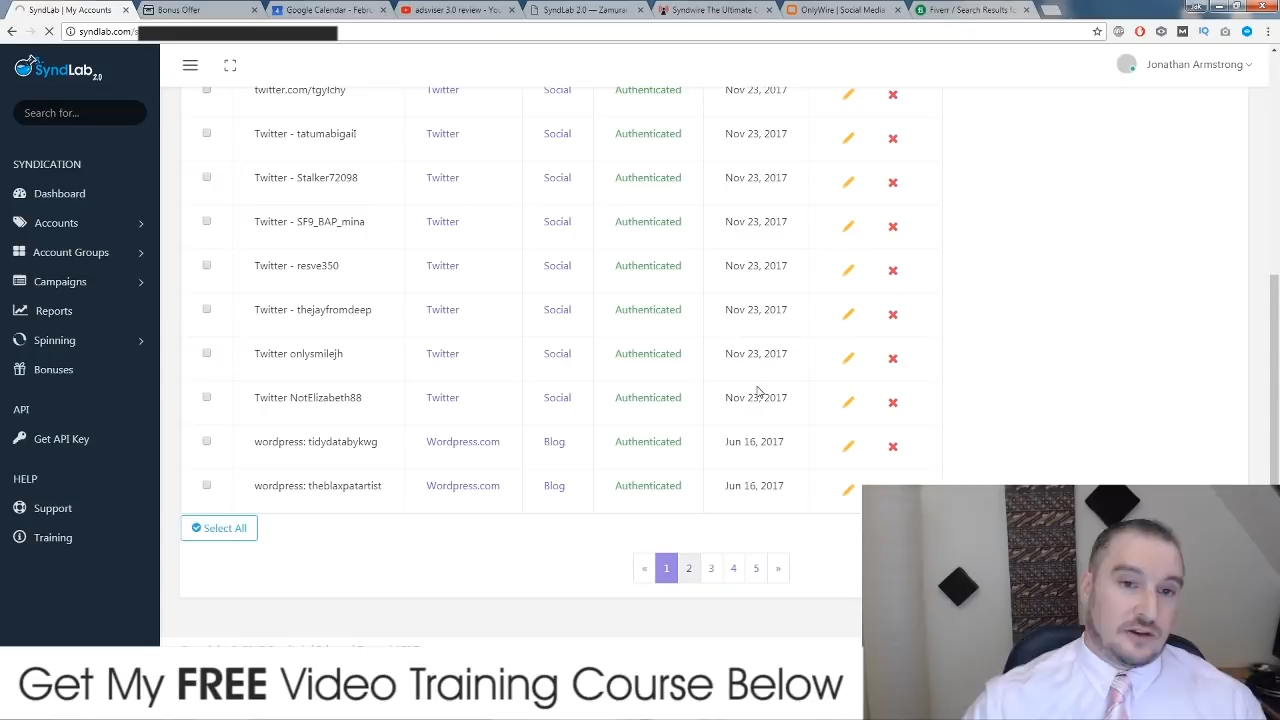 SyndLab | My Accounts
Bonus Offer
Google Calendar - Febru
adsviser 3.0 review - You
SyndLab 2.0 — Zamura
Syndwire The Ultimate
OnlyWire | Social Media
Fiverr / Search Results fo
Jak
syndlab.com/s
SyndLab 2.0
Jonathan Armstrong
Search for...
SYNDICATION
Dashboard
Accounts
Account Groups
Campaigns
Reports
Spinning
Bonuses
API
Get API Key
HELP
Support
Training
twitter.com/tgylchy Twitter Social Authenticated Nov 23, 2017
Twitter - tatumabigail Twitter Social Authenticated Nov 23, 2017
Twitter - Stalker72098 Twitter Social Authenticated Nov 23, 2017
Twitter - SF9_BAP_mina Twitter Social Authenticated Nov 23, 2017
Twitter - resve350 Twitter Social Authenticated Nov 23, 2017
Twitter - thejayfromdeep Twitter Social Authenticated Nov 23, 2017
Twitter onlysmilejh Twitter Social Authenticated Nov 23, 2017
Twitter NotElizabeth88 Twitter Social Authenticated Nov 23, 2017
wordpress: tidydatabykwg Wordpress.com Blog Authenticated Jun 16, 2017
wordpress: theblaxpatartist Wordpress.com Blog Authenticated Jun 16, 2017
Select All
« 1 2 3 4 5 »
Get My FREE Video Training Course Below